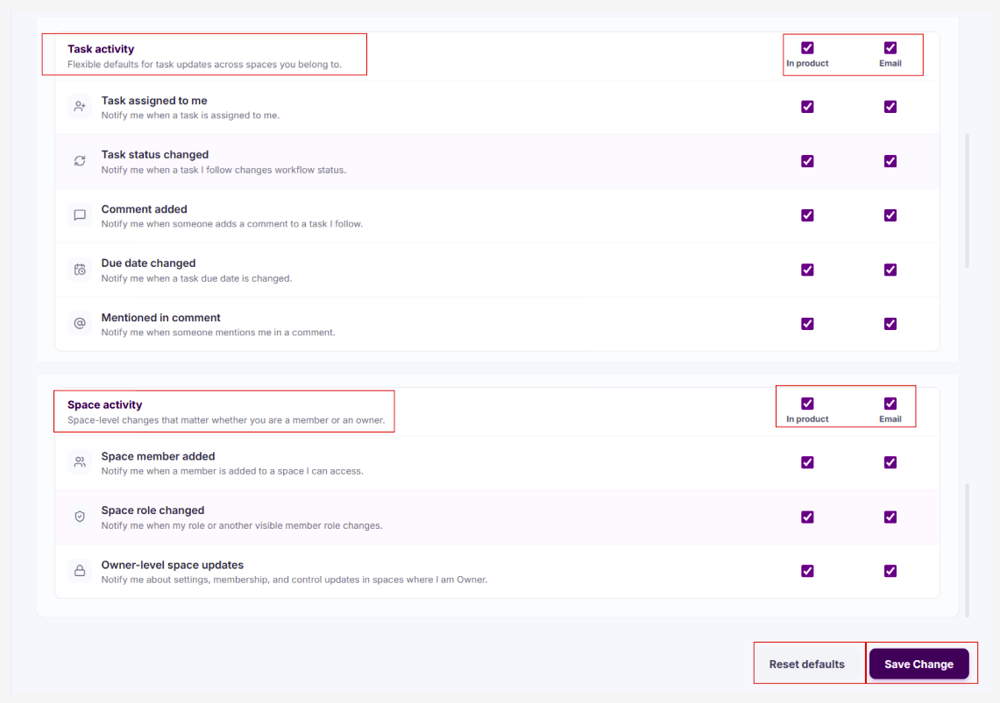 Task activity
Flexible defaults for task updates across spaces you belong to.
In product
Email
Task assigned to me
Notify me when a task is assigned to me.
Task status changed
Notify me when a task I follow changes workflow status.
Comment added
Notify me when someone adds a comment to a task I follow.
Due date changed
Notify me when a task due date is changed.
Mentioned in comment
Notify me when someone mentions me in a comment.
Space activity
Space-level changes that matter whether you are a member or an owner.
In product
Email
Space member added
Notify me when a member is added to a space I can access.
Space role changed
Notify me when my role or another visible member role changes.
Owner-level space updates
Notify me about settings, membership, and control updates in spaces where I am Owner.
Reset defaults
Save Change